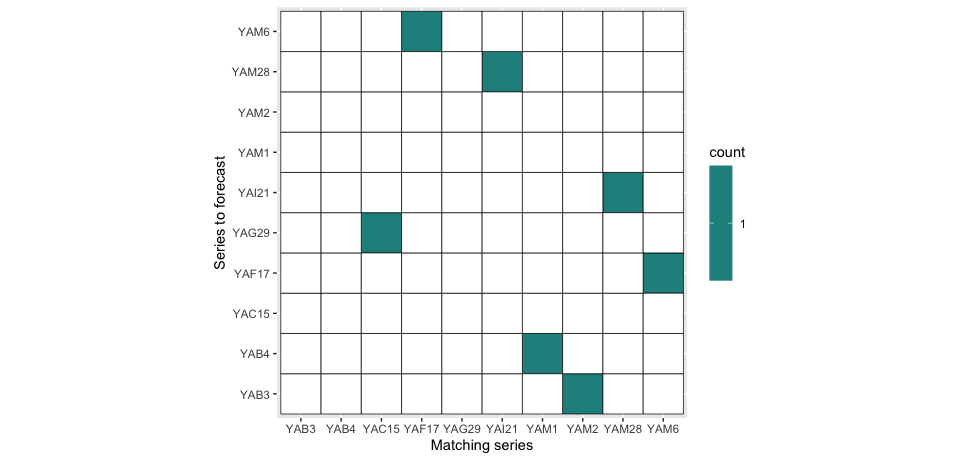 YAM6
YAM28
YAM2
YAM1
YAI21
YAG29
YAF17
YAC15
YAB4
YAB3
Series to forecast
YAB3 YAB4 YAC15 YAF17 YAG29 YAI21 YAM1 YAM2 YAM28 YAM6
Matching series
count
1